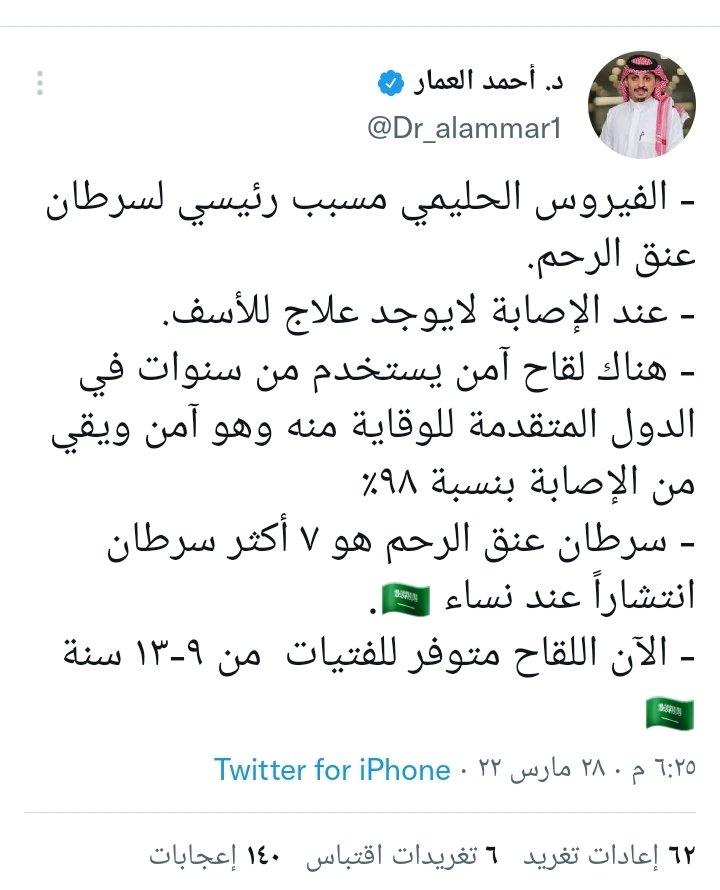 د. أحمد العمار
@Dr_alammar1
- الفيروس الحليمي مسبب رئيسي لسرطان
عنق الرحم.
- عند الإصابة لايوجد علاج للأسف.
- هناك لقاح آمن يستخدم من سنوات في
الدول المتقدمة للوقاية منه وهو آمن ويقي
من الإصابة بنسبة ٩٨٪
- سرطان عنق الرحم هو ٧ أكثر سرطان
انتشاراً عند نساء 🇸🇦.
- الآن اللقاح متوفر للفتيات  من ٩-١٣ سنة
🇸🇦
٦:٢٥ م · ٢٨ مارس ٢٢ · Twitter for iPhone
٦٢ إعادات تغريد ٦ تغريدات اقتباس ١٤٠ إعجابات